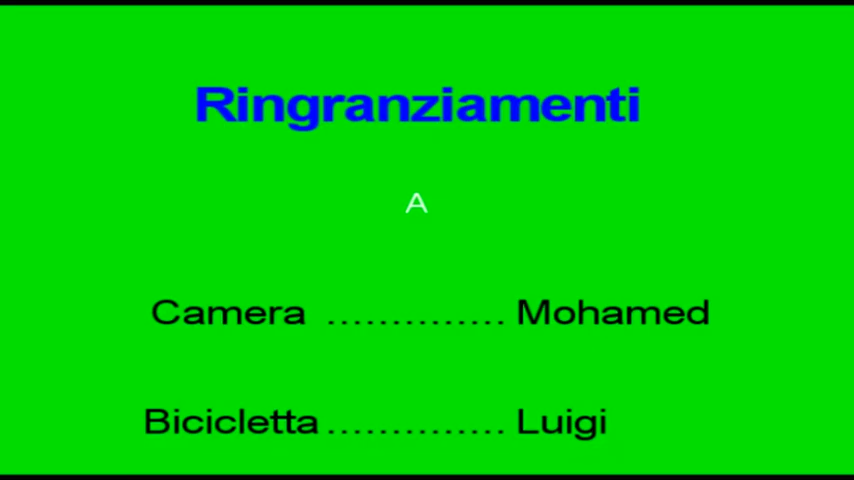 Ringranziamenti
A
Camera .............. Mohamed
Bicicletta .............. Luigi